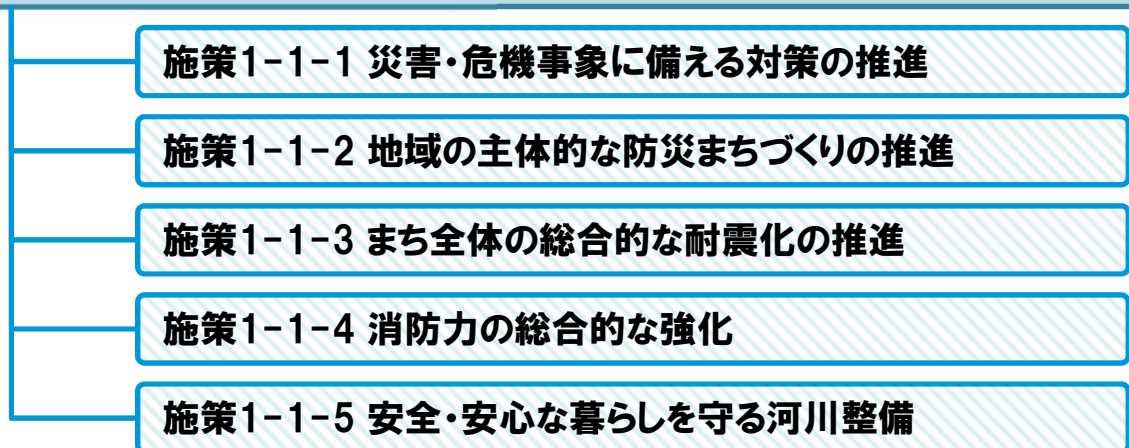 施策1-1-1 災害・危機事象に備える対策の推進
施策1-1-2 地域の主体的な防災まちづくりの推進
施策1-1-3 まち全体の総合的な耐震化の推進
施策1-1-4 消防力の総合的な強化
施策1-1-5 安全・安心な暮らしを守る河川整備